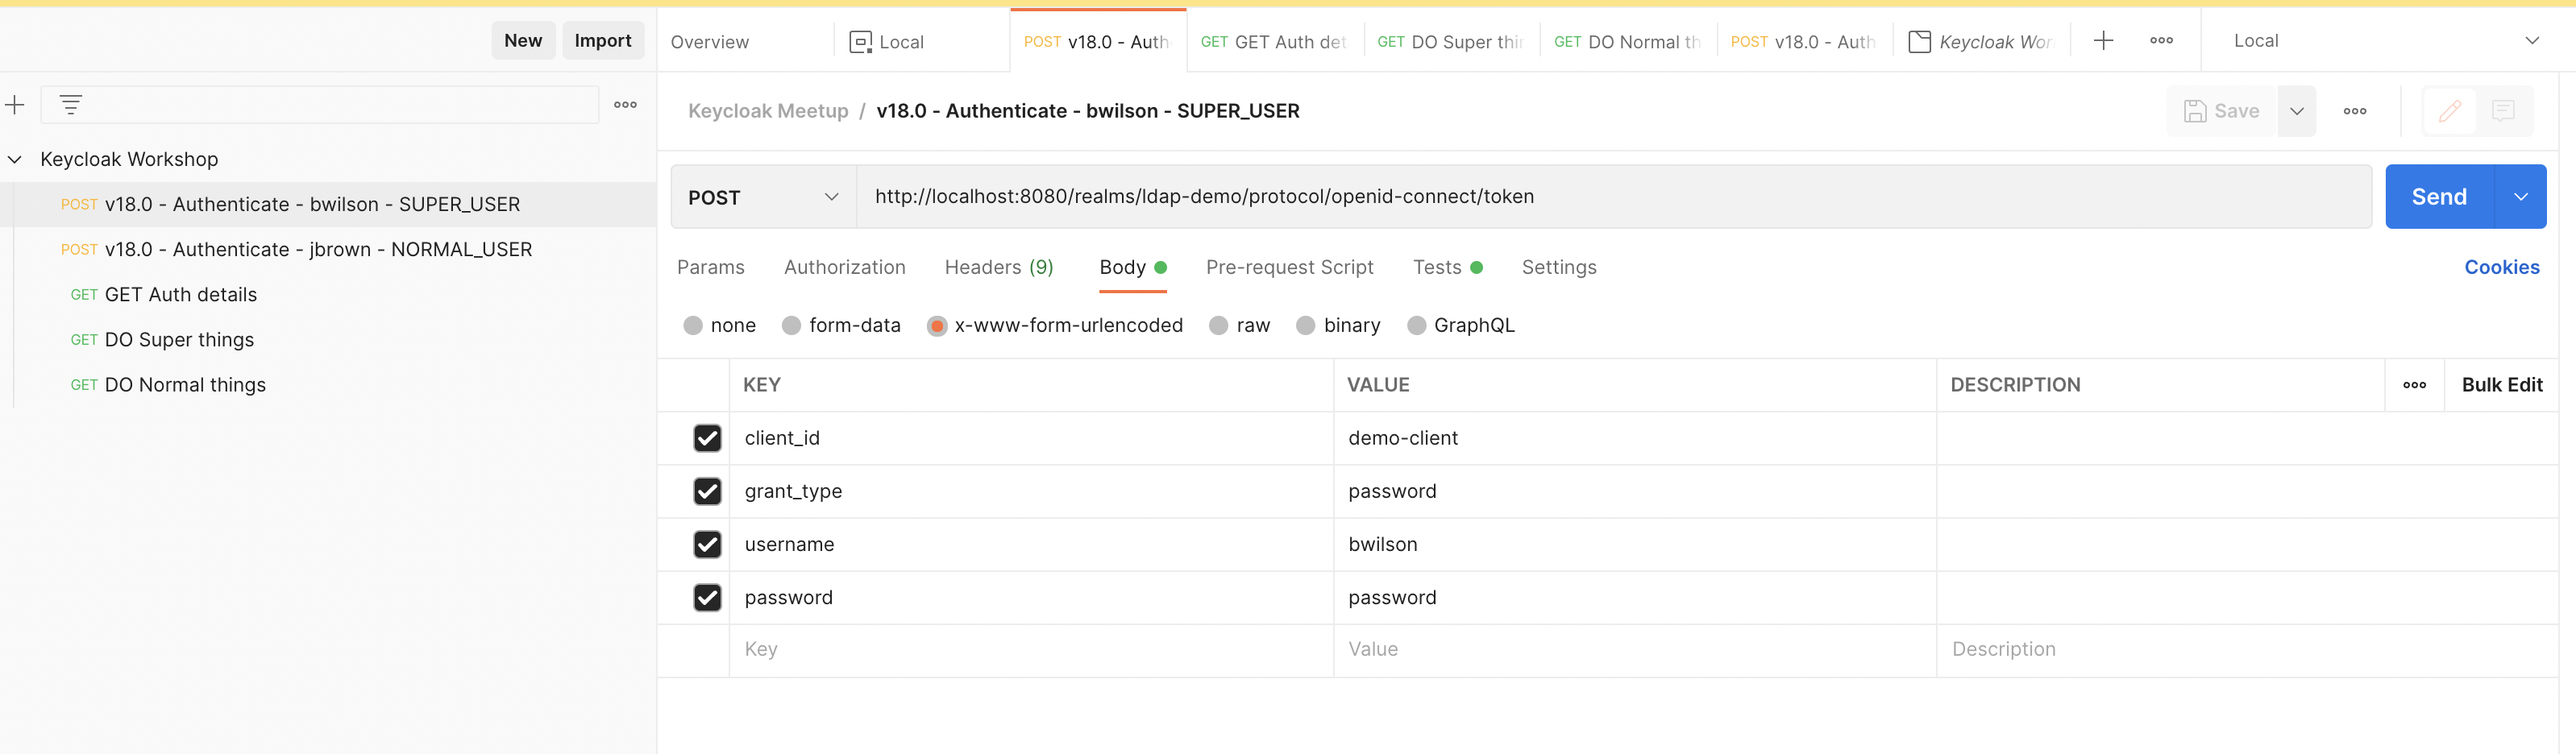 New Import
Overview
Local
POST v18.0 - Auth
GET GET Auth det
GET DO Super thin
GET DO Normal th
POST v18.0 - Auth
Keycloak Wor
Local
Keycloak Meetup / v18.0 - Authenticate - bwilson - SUPER_USER
Save
Keycloak Workshop
POST v18.0 - Authenticate - bwilson - SUPER_USER
POST v18.0 - Authenticate - jbrown - NORMAL_USER
GET GET Auth details
GET DO Super things
GET DO Normal things
POST http://localhost:8080/realms/ldap-demo/protocol/openid-connect/token Send
Params Authorization Headers (9) Body Pre-request Script Tests Settings Cookies
none form-data x-www-form-urlencoded raw binary GraphQL
KEY VALUE DESCRIPTION Bulk Edit
client_id demo-client
grant_type password
username bwilson
password password
Key Value Description